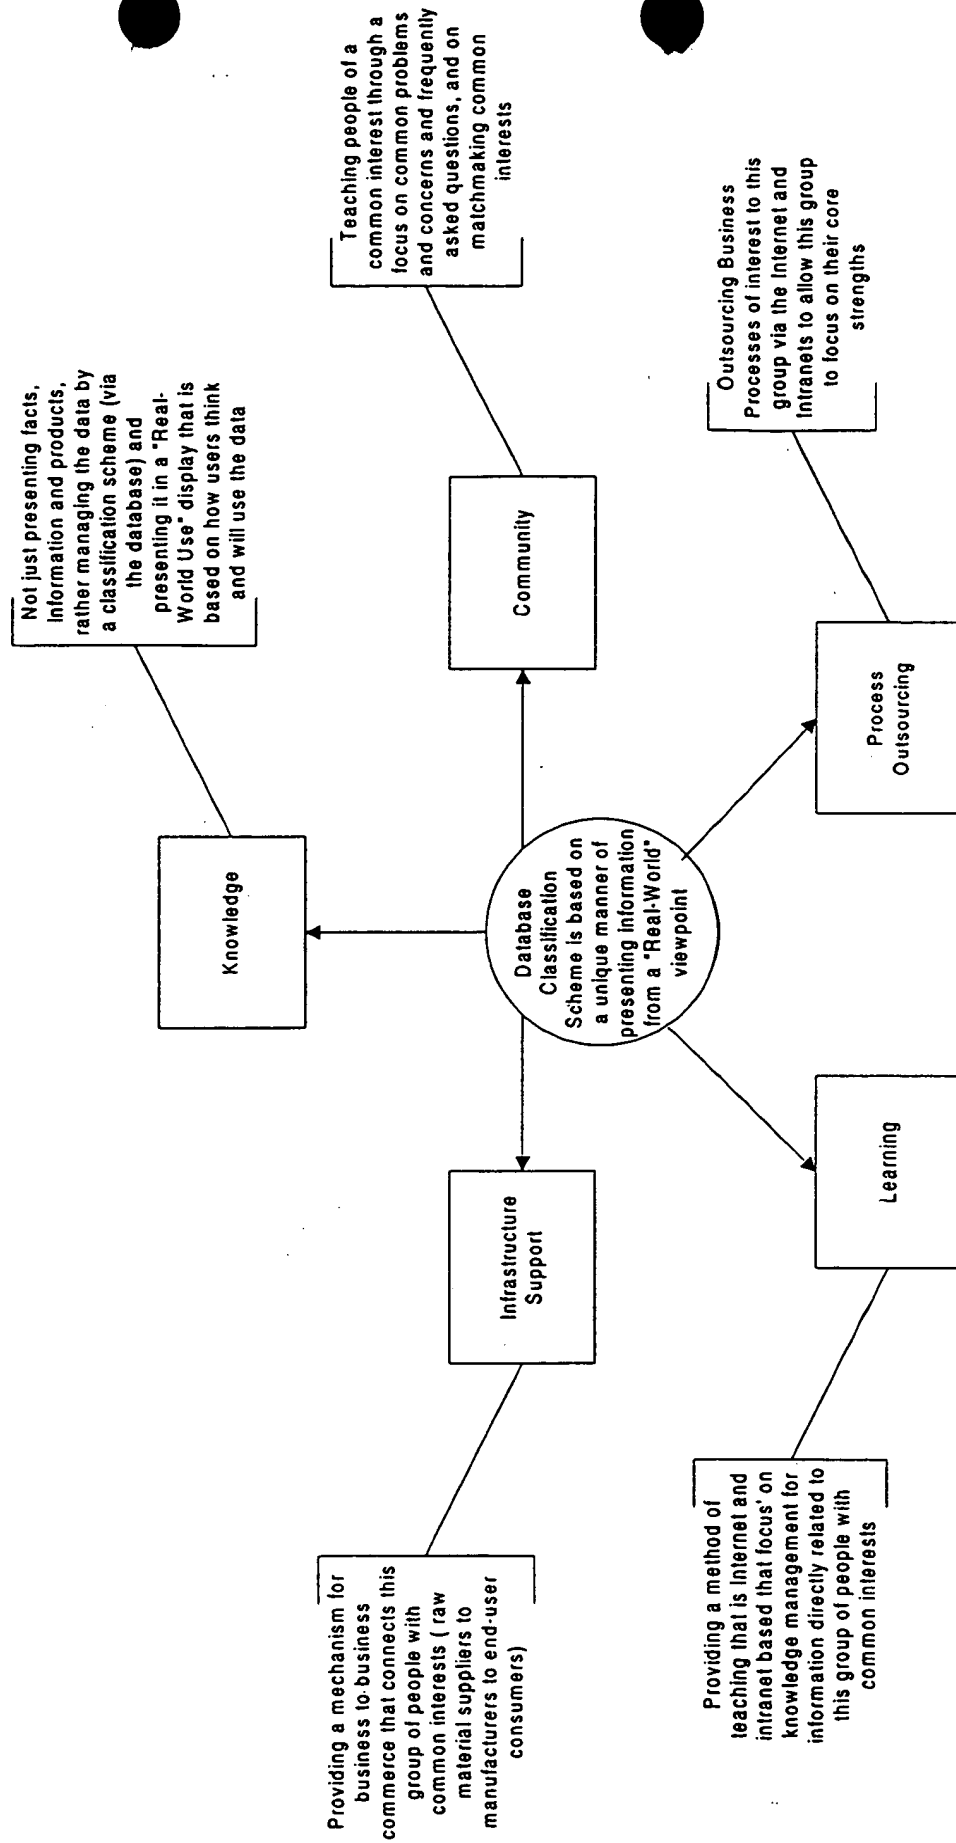 Not just presenting facts,
Information and products,
rather managing the data by
a classification scheme (via
the database) and
presenting it in a "Real-
World Use" display that is
based on how users think
and will use the data
Knowledge
Providing a mechanism for
business to business
commerce that connects this
group of people with
common interests ( raw
material suppliers to
manufacturers to end-user
consumers)
Infrastructure
Support
Community
Teaching people of a
common interest through a
focus on common problems
and concerns and frequently
asked questions, and on
matchmaking common
interests
Database
Classification
Scheme is based on
a unique manner of
presenting information
from a "Real-World"
viewpoint
Providing a method of
teaching that is Internet and
intranet based that focus' on
knowledge management for
information directly related to
this group of people with
common interests
Learning
Process
Outsourcing
Outsourcing Business
Processes of interest to this
group via the Internet and
Intranets to allow this group
to focus on their core
strengths